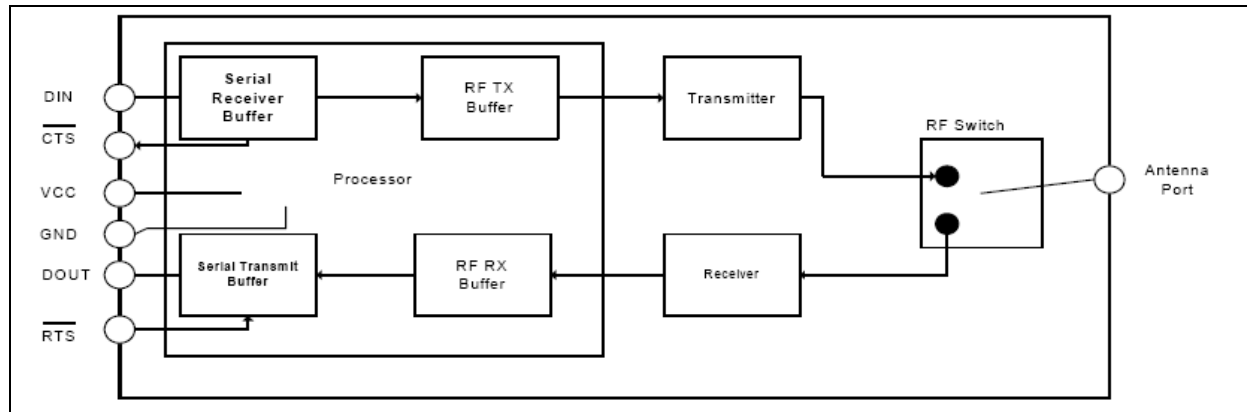 DIN
CTS
VCC
GND
DOUT
RTS
Serial
Receiver
Buffer
RF TX
Buffer
Transmitter
RF Switch
Antenna
Port
Processor
Serial Transmit
Buffer
RF RX
Buffer
Receiver